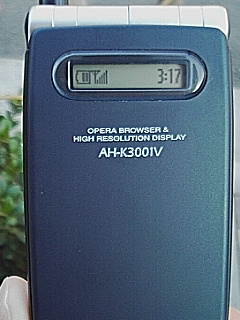 3:17
OPERA BROWSER &
HIGH RESOLUTION DISPLAY
AH-K3001V